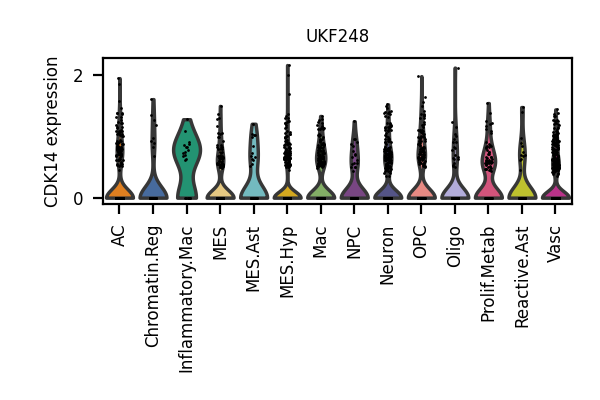 UKF248
CDK14 expression
2
0
AC
Chromatin.Reg
Inflammatory.Mac
MES
MES.Ast
MES.Hyp
Mac
NPC
Neuron
OPC
Oligo
Prolif.Metab
Reactive.Ast
Vasc